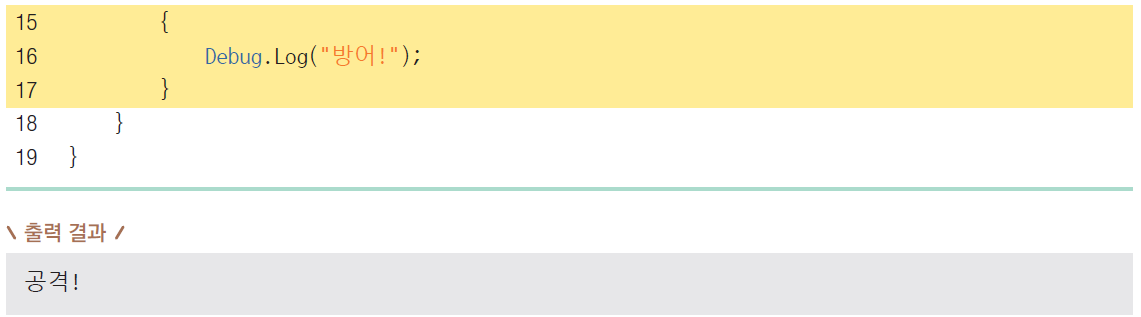 15 {
16 Debug.Log("방어!");
17 }
18 }
19 }
\ 출력 결과 /
공격!